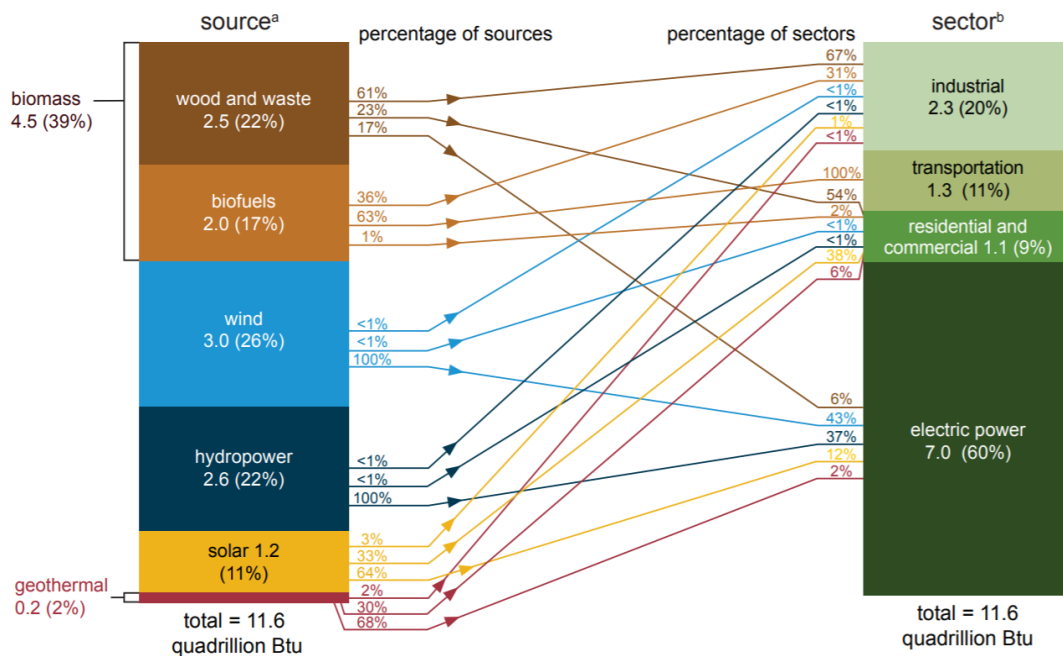 sourceᵃ
percentage of sources
percentage of sectors
sectorᵇ
biomass
4.5 (39%)
wood and waste
2.5 (22%)
61%
23%
17%
biofuels
2.0 (17%)
36%
63%
1%
wind
3.0 (26%)
<1%
<1%
100%
hydropower
2.6 (22%)
<1%
<1%
100%
solar 1.2
(11%)
3%
33%
64%
geothermal
0.2 (2%)
2%
30%
68%
total = 11.6
quadrillion Btu
67%
31%
<1%
<1%
1%
<1%
industrial
2.3 (20%)
100%
transportation
1.3 (11%)
54%
2%
<1%
<1%
38%
6%
residential and
commercial 1.1 (9%)
6%
43%
37%
12%
2%
electric power
7.0 (60%)
total = 11.6
quadrillion Btu